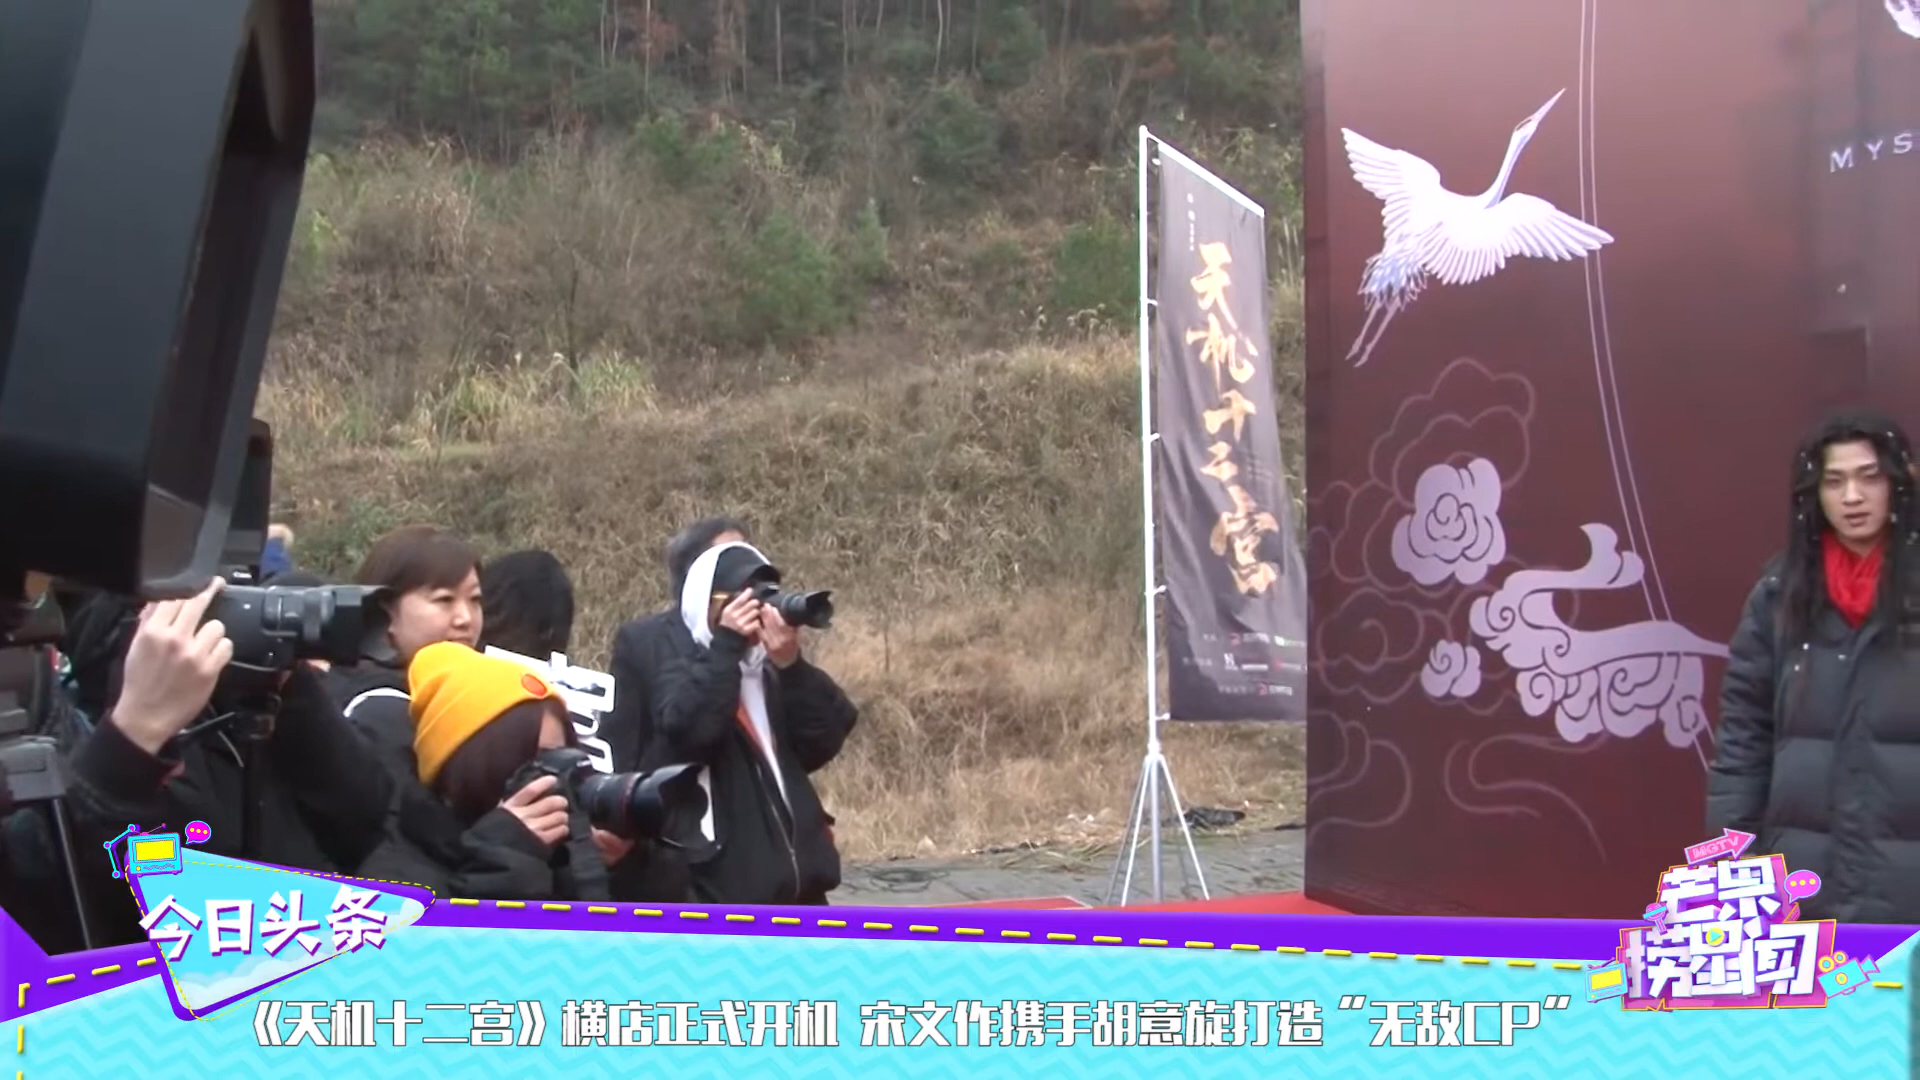 MYS
天机十二宫
MGTV
芒果
捞星闻
今日头条
《天机十二宫》横店正式开机 宋文作携手胡意旋打造“无敌CP”